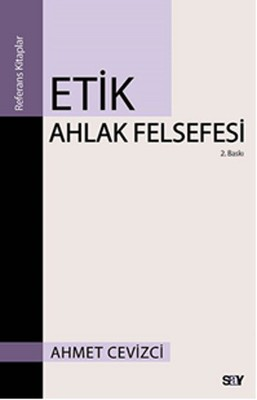 Referans Kitaplar
ETİK
AHLAK FELSEFESİ
2. Baskı
AHMET CEVİZCİ
SAY